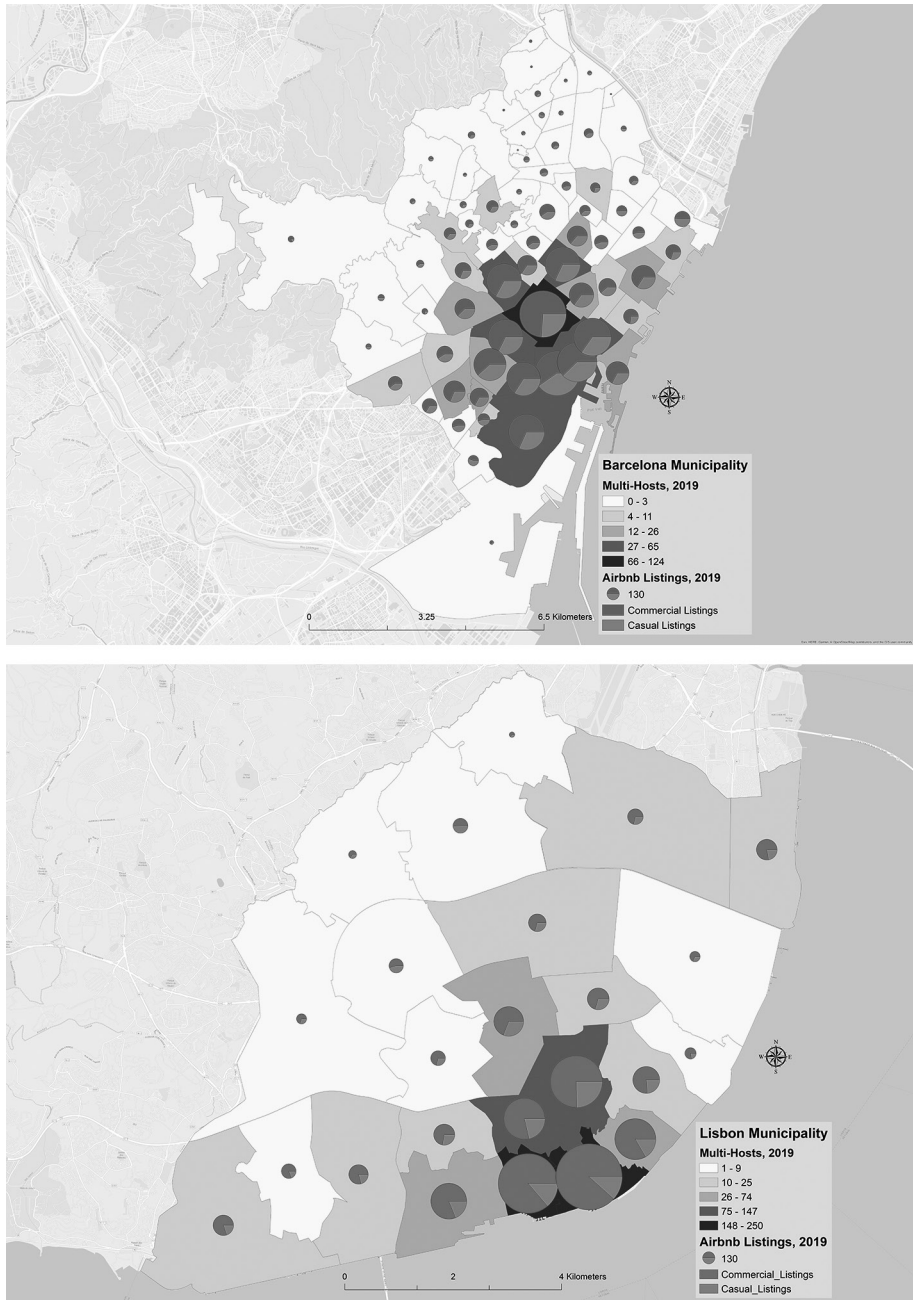 N
W E
S
Barcelona Municipality
Multi-Hosts, 2019
0 - 3
4 - 11
12 - 26
27 - 65
66 - 124
Airbnb Listings, 2019
130
Commercial Listings
Casual Listings
0 3.25 6.5 Kilometers
N
W E
S
Lisbon Municipality
Multi-Hosts, 2019
1 - 9
10 - 25
26 - 74
75 - 147
148 - 250
Airbnb Listings, 2019
130
Commercial_Listings
Casual_Listings
0 2 4 Kilometers